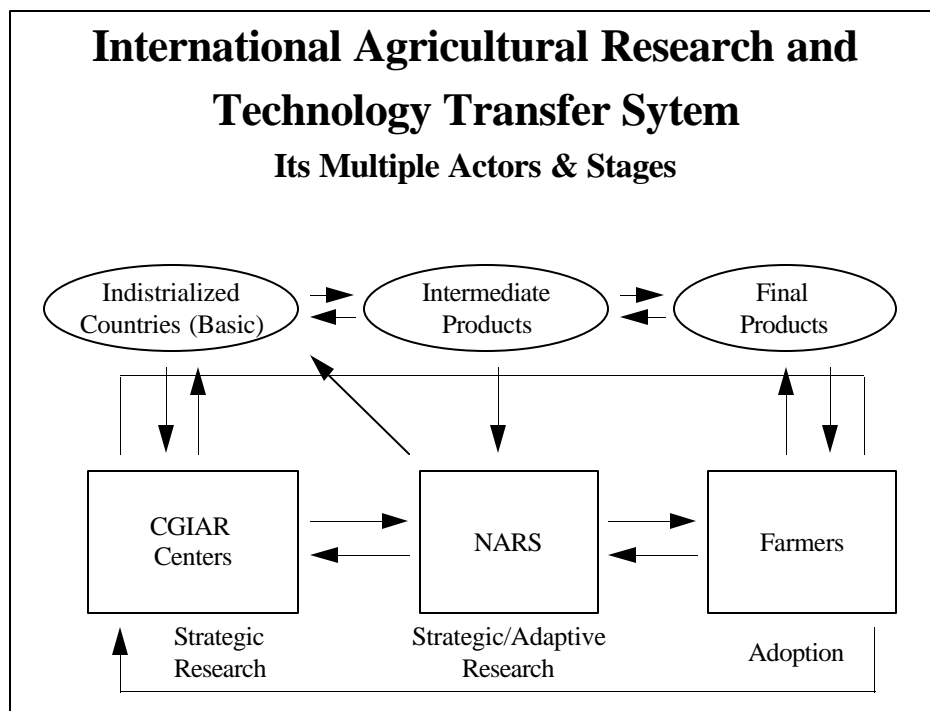 International Agricultural Research and
Technology Transfer Sytem
Its Multiple Actors & Stages
Indistrialized
Countries (Basic)
Intermediate
Products
Final
Products
CGIAR
Centers
NARS
Farmers
Strategic
Research
Strategic/Adaptive
Research
Adoption